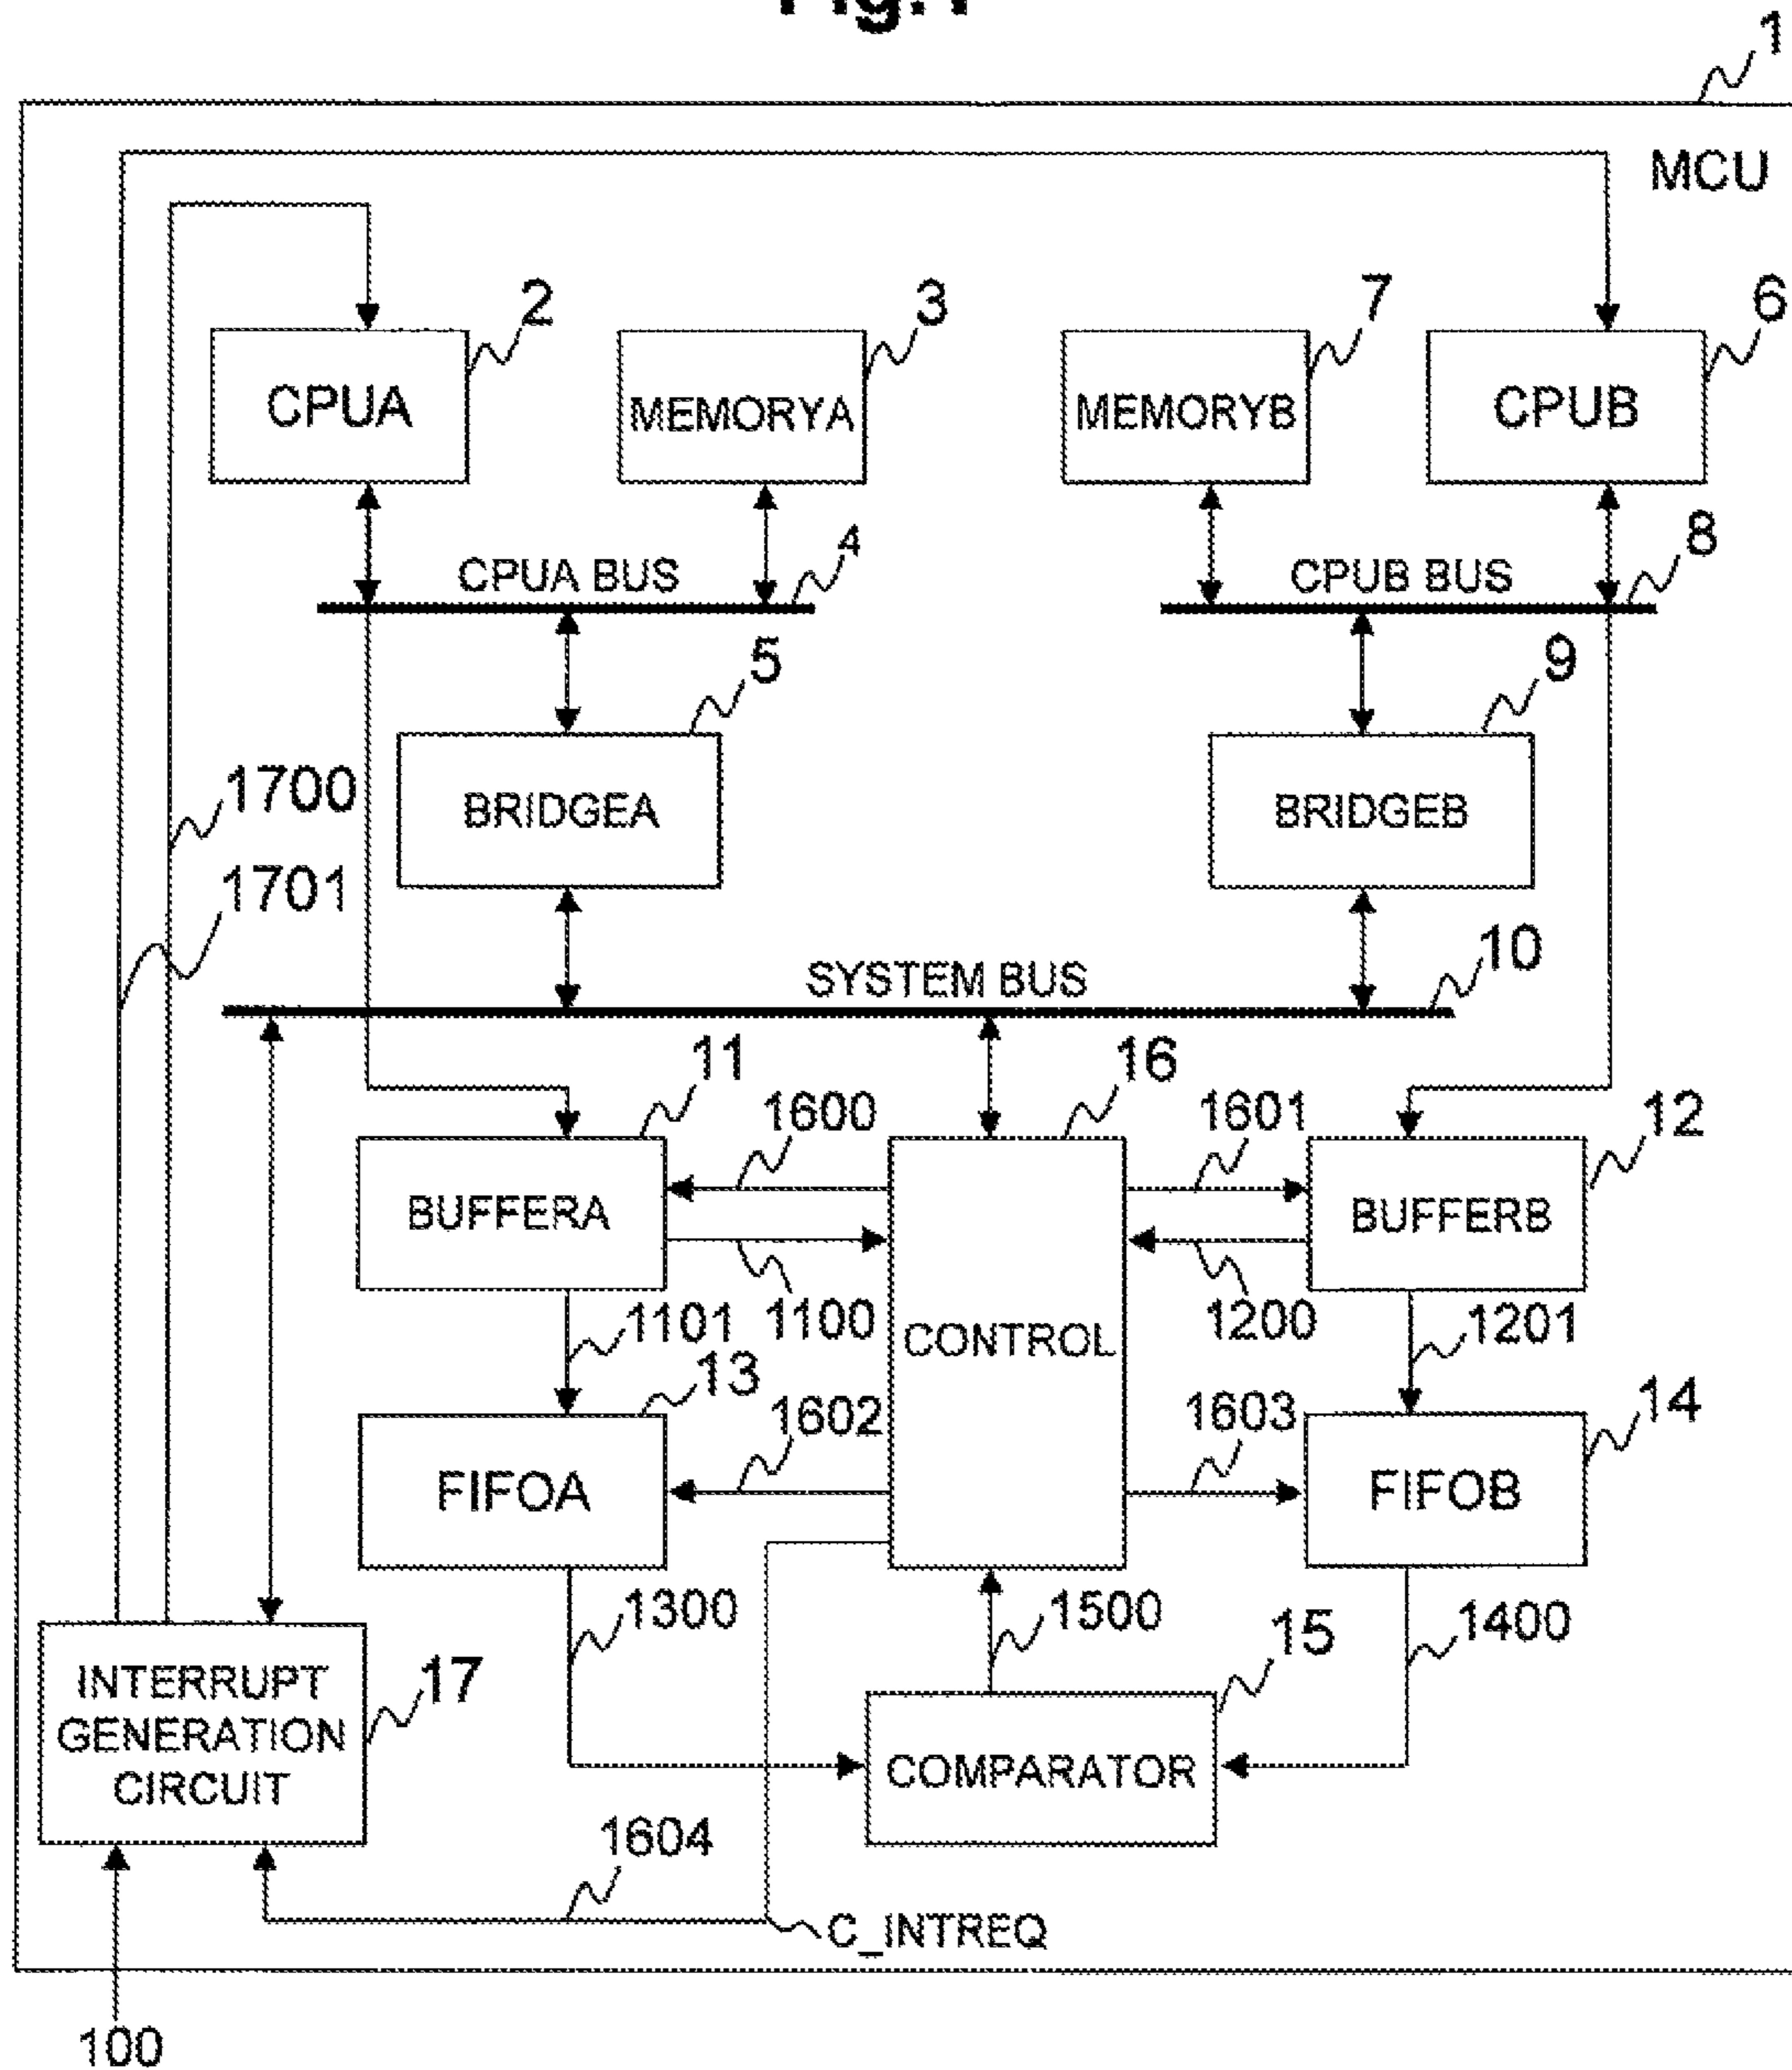 Fig.1
1
MCU
2
3
7
6
CPUA
MEMORYA
MEMORYB
CPUB
4
8
CPUA BUS
CPUB BUS
5
9
1700
BRIDGEA
BRIDGEB
1701
10
SYSTEM BUS
11
16
1600
1601
12
BUFFERA
BUFFERB
1101
1100
CONTROL
1200
1201
13
1602
1603
14
FIFOA
FIFOB
1300
1500
15
1400
INTERRUPT
GENERATION
CIRCUIT
17
COMPARATOR
1604
C_INTREQ
100